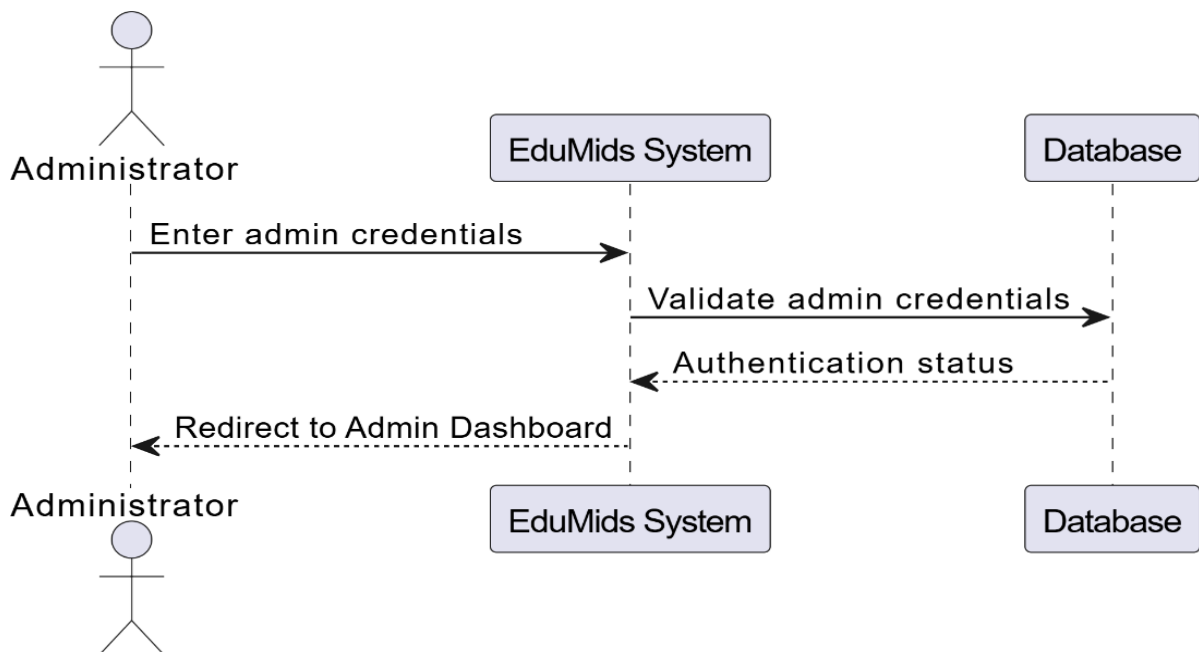 Administrator
EduMids System
Database
Enter admin credentials
Validate admin credentials
Authentication status
Redirect to Admin Dashboard
Administrator
EduMids System
Database